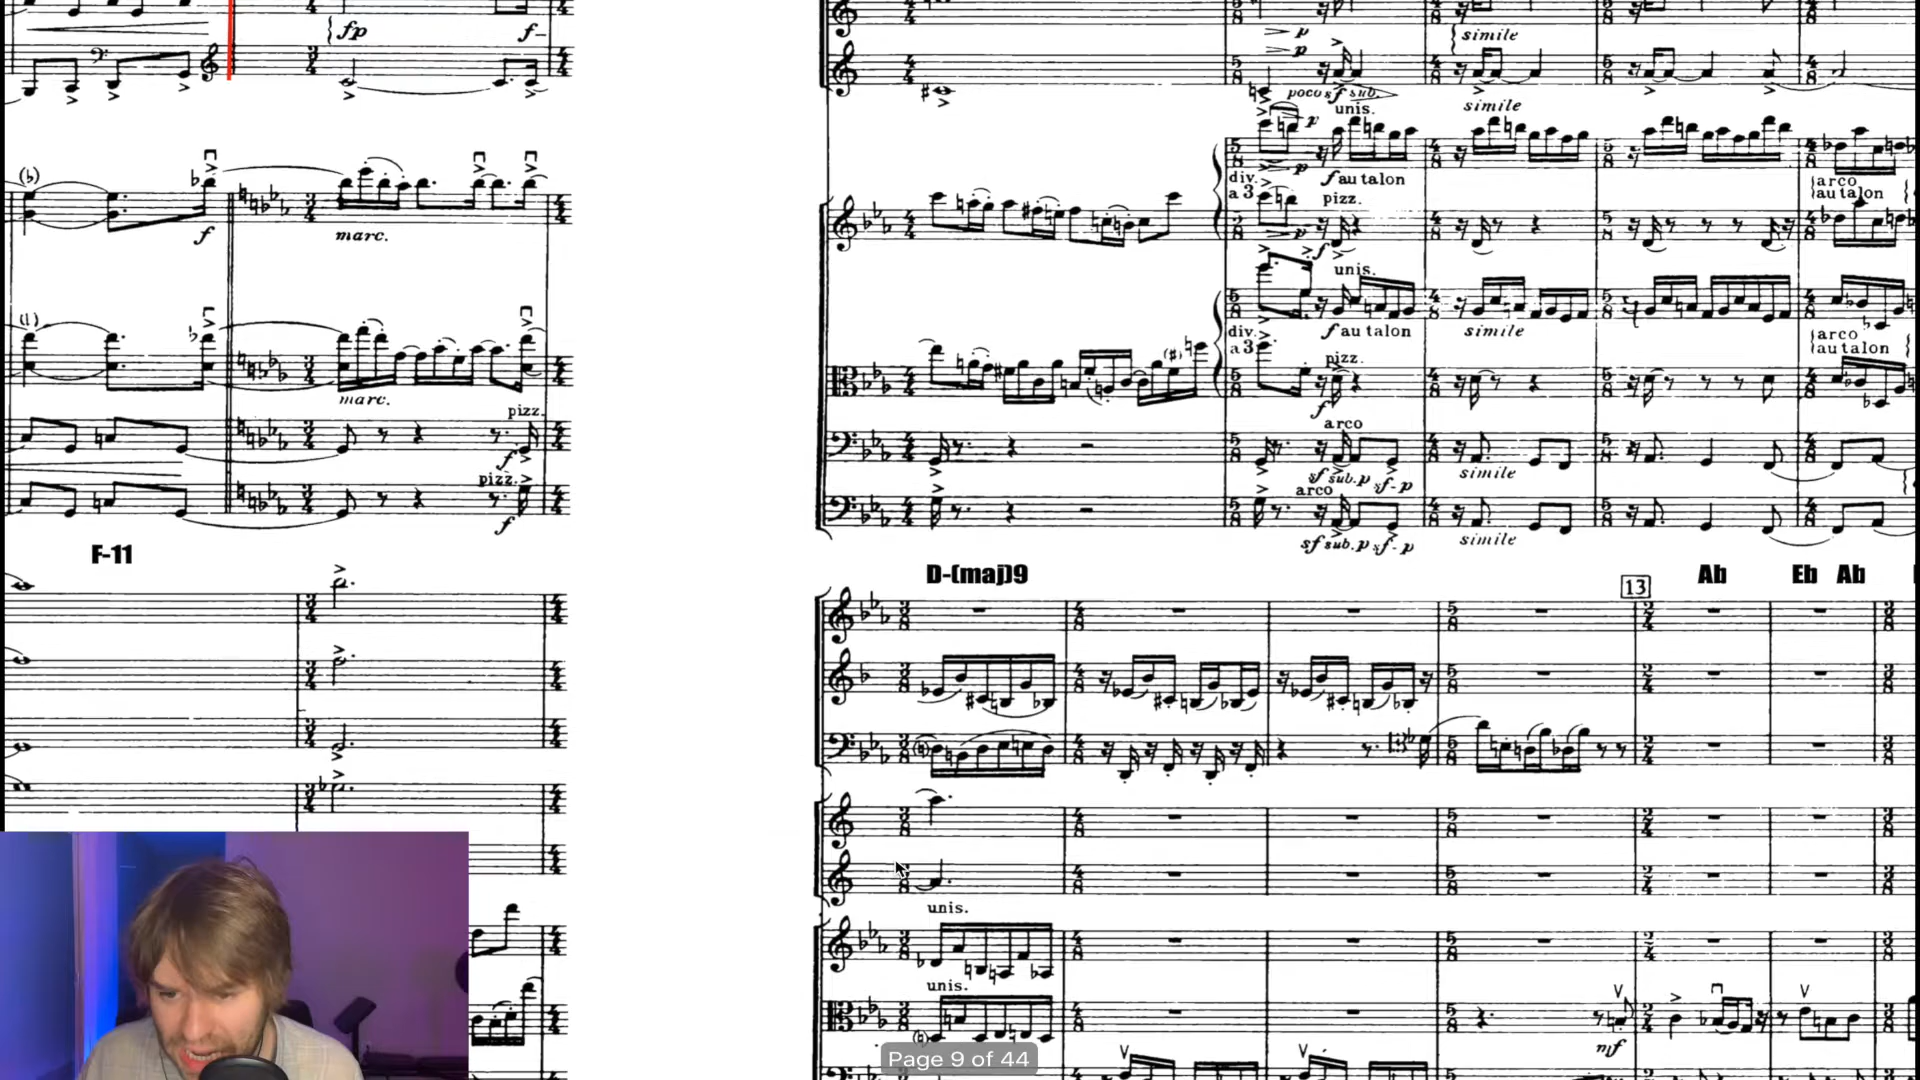 fp f
p
simile
p
poco sf sub.
simile
unis.
p
(♭)
div.
a 3
p
f au talon
arco
au talon
pizz.
f
marc.
p
f
unis.
(♮)
div.
a 3
f au talon
simile
arco
au talon
(♯)
pizz.
marc.
pizz.
f
arco
f
pizz.
sf sub. p sf - p
simile
arco
f
sf sub. p sf - p
simile
F-11
D-(maj)9
13
Ab Eb Ab
unis.
unis.
mf
Page 9 of 44